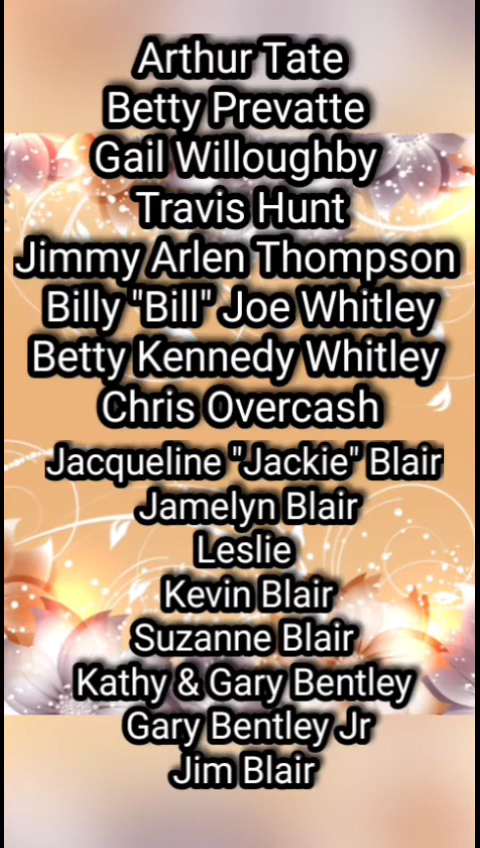 Arthur Tate
Betty Prevatte
Gail Willoughby
Travis Hunt
Jimmy Arlen Thompson
Billy "Bill" Joe Whitley
Betty Kennedy Whitley
Chris Overcash
Jacqueline "Jackie" Blair
Jamelyn Blair
Leslie
Kevin Blair
Suzanne Blair
Kathy & Gary Bentley
Gary Bentley Jr
Jim Blair